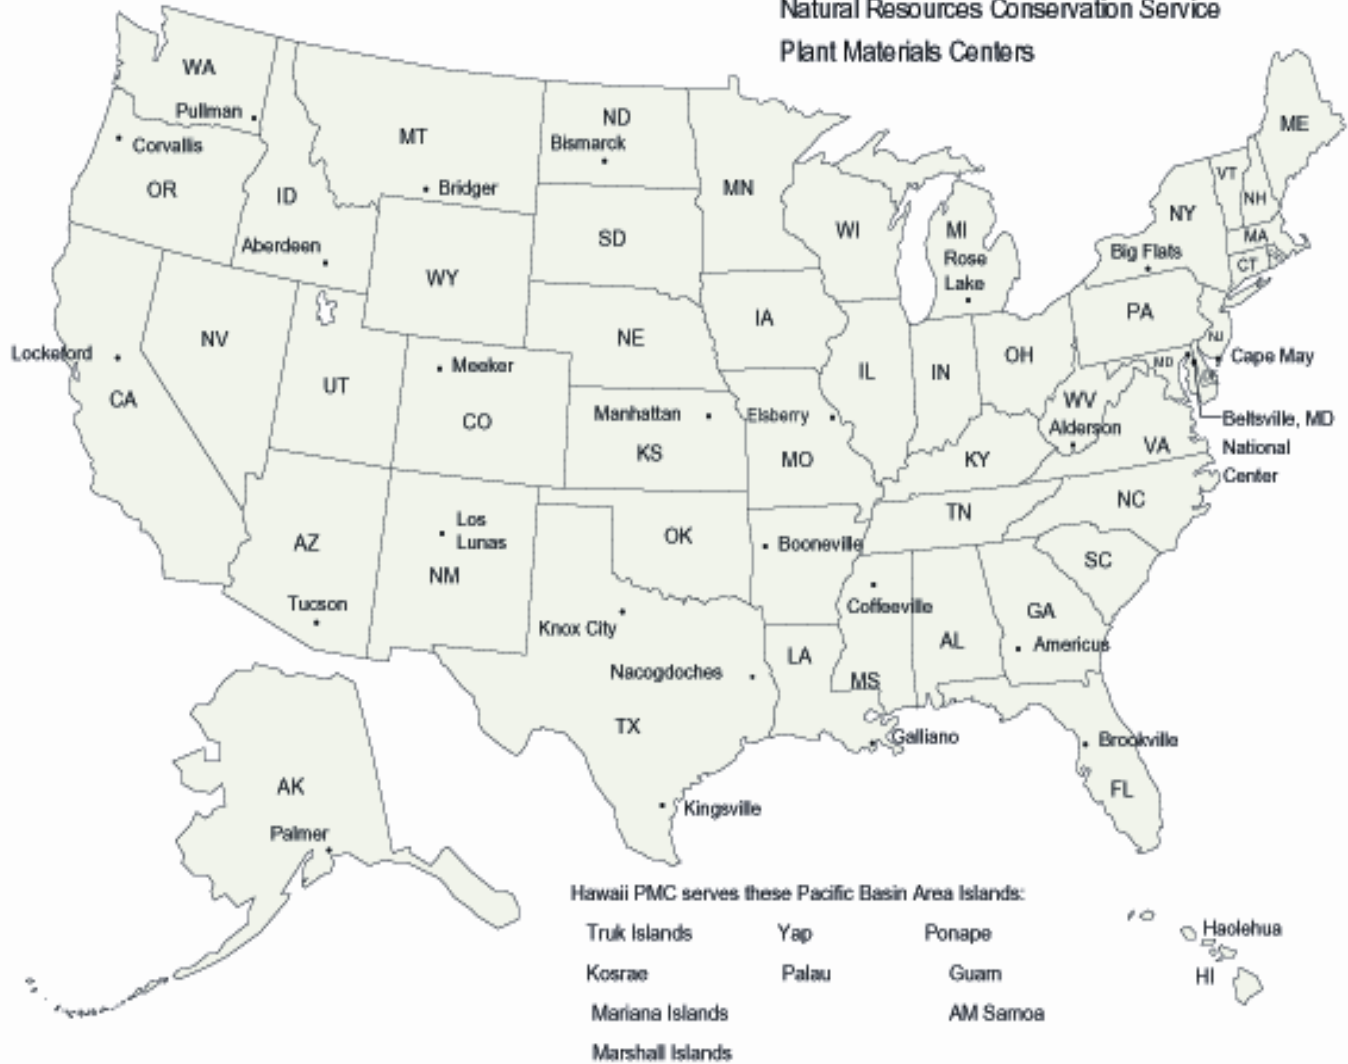 Natural Resources Conservation Service
Plant Materials Centers
WA
Pullman
Corvallis
OR
ID
Aberdeen
MT
Bridger
ND
Bismarck
MN
SD
WY
WI
MI
Rose
Lake
ME
VT
NH
NY
MA
Big Flats
CT
PA
NJ
MD
Cape May
Beltsville, MD
National
Center
Lockeford
CA
NV
UT
Meeker
CO
NE
IA
IL
IN
OH
WV
Alderson
VA
Manhattan
KS
Elsberry
MO
KY
NC
TN
SC
AZ
Tucson
Los
Lunas
NM
OK
Booneville
Coffeeville
GA
Americus
AL
MS
LA
Knox City
Nacogdoches
TX
Kingsville
Galliano
Brookville
FL
AK
Palmer
Hawaii PMC serves these Pacific Basin Area Islands:
Truk Islands Yap Ponape
Kosrae Palau Guam
Mariana Islands AM Samoa
Marshall Islands
Haolehua
HI